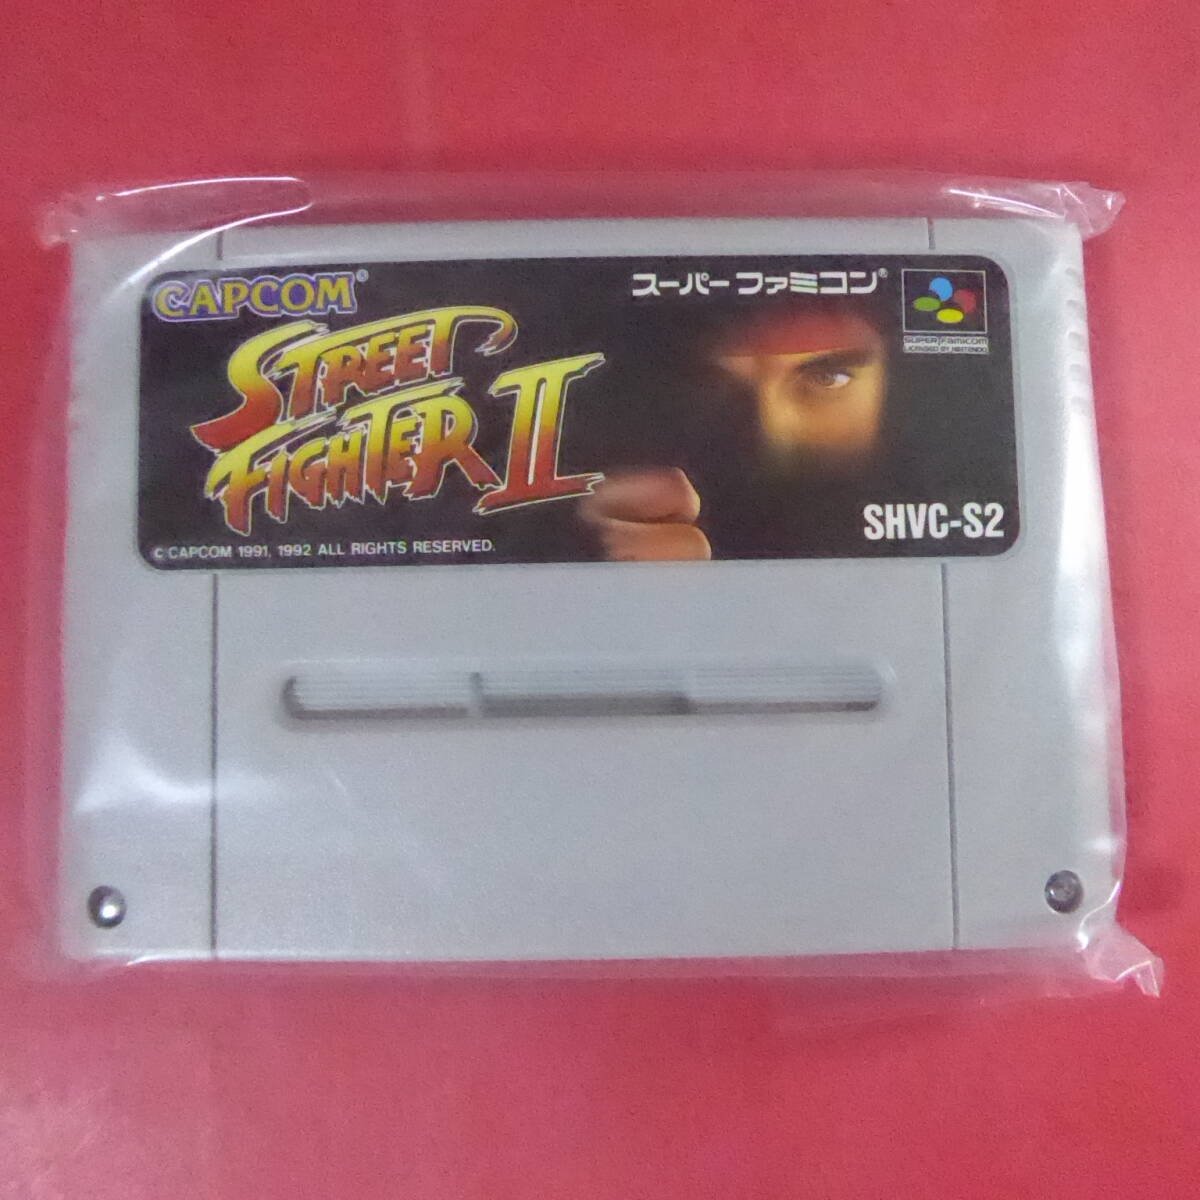 CAPCOM®
スーパーファミコン®
STREET
FIGHTER II
SUPER FAMICOM
LICENSED BY NINTENDO
SHVC-S2
© CAPCOM 1991, 1992 ALL RIGHTS RESERVED.